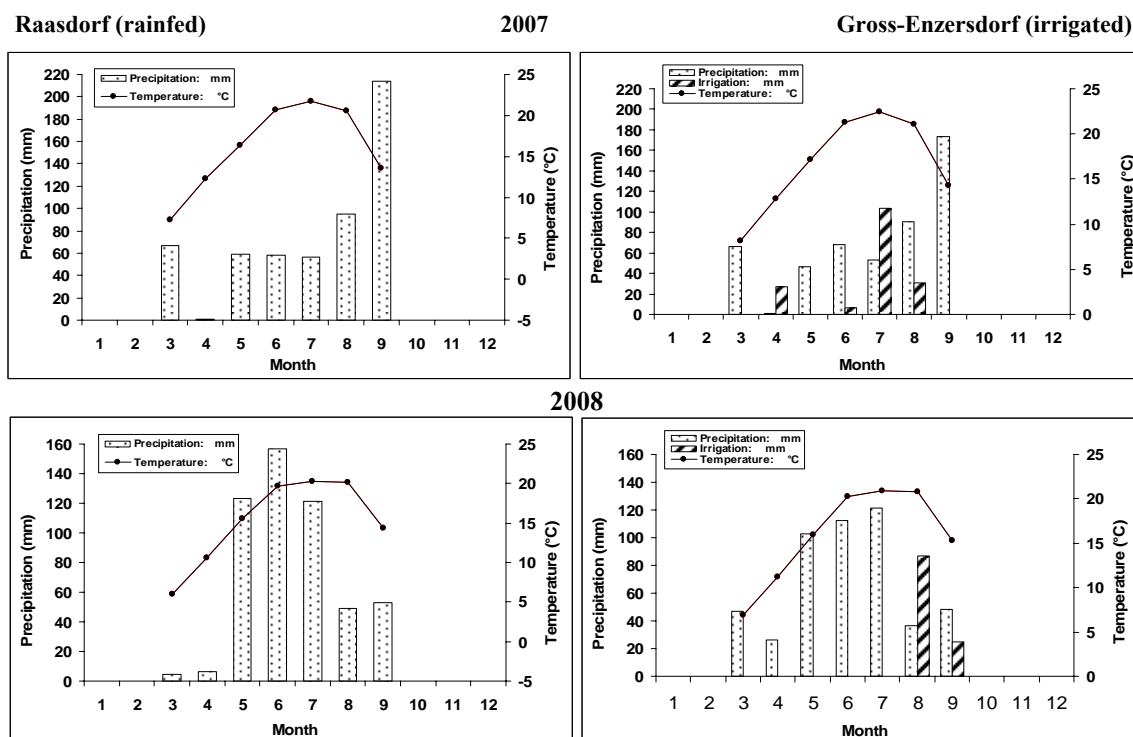 Raasdorf (rainfed) 2007 Gross-Enzersdorf (irrigated)
Precipitation: mm
Temperature: °C
Precipitation (mm)
220
200
180
160
140
120
100
80
60
40
20
0
25
20
15
10
5
0
-5
Temperature (°C)
1 2 3 4 5 6 7 8 9 10 11 12
Month
Precipitation: mm
Irrigation: mm
Temperature: °C
Precipitation (mm)
220
200
180
160
140
120
100
80
60
40
20
0
25
20
15
10
5
0
Temperature (°C)
1 2 3 4 5 6 7 8 9 10 11 12
Month
2008
Precipitation: mm
Temperature: °C
Precipitation (mm)
160
140
120
100
80
60
40
20
0
25
20
15
10
5
0
-5
Temperature (°C)
1 2 3 4 5 6 7 8 9 10 11 12
Month
Precipitation: mm
Irrigation: mm
Temperature: °C
Precipitation (mm)
160
140
120
100
80
60
40
20
0
25
20
15
10
5
0
Temperature (°C)
1 2 3 4 5 6 7 8 9 10 11 12
Month